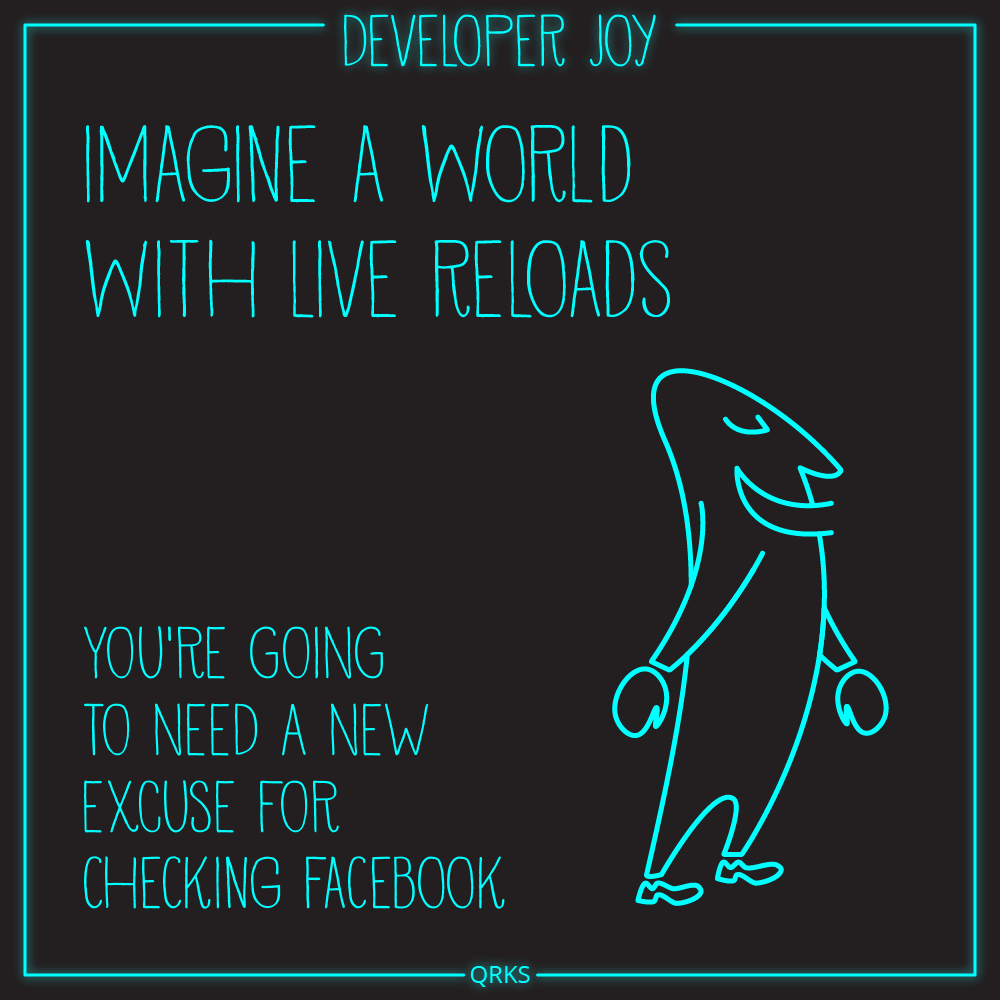 DEVELOPER JOY
IMAGINE A WORLD
WITH LIVE RELOADS
YOU'RE GOING
TO NEED A NEW
EXCUSE FOR
CHECKING FACEBOOK
QRKS